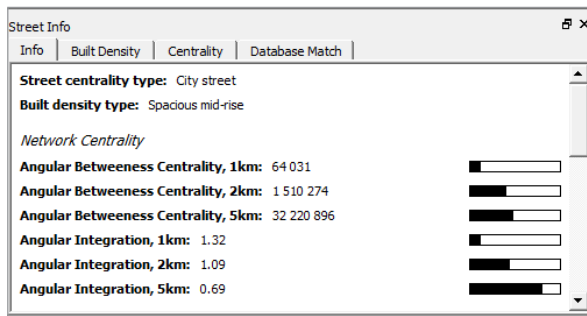 Street Info
Info Built Density Centrality Database Match
Street centrality type: City street
Built density type: Spacious mid-rise
Network Centrality
Angular Betweeness Centrality, 1km: 64 031
Angular Betweeness Centrality, 2km: 1 510 274
Angular Betweeness Centrality, 5km: 32 220 896
Angular Integration, 1km: 1.32
Angular Integration, 2km: 1.09
Angular Integration, 5km: 0.69